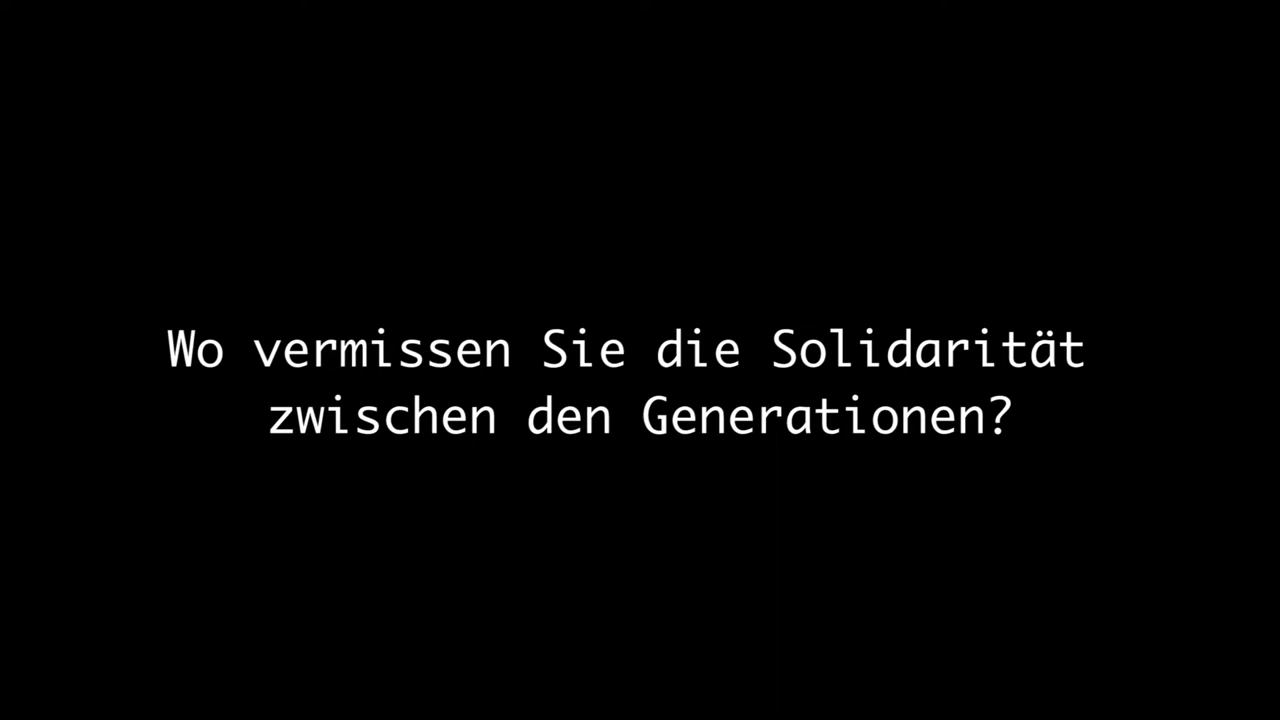 Wo vermissen Sie die Solidarität
zwischen den Generationen?